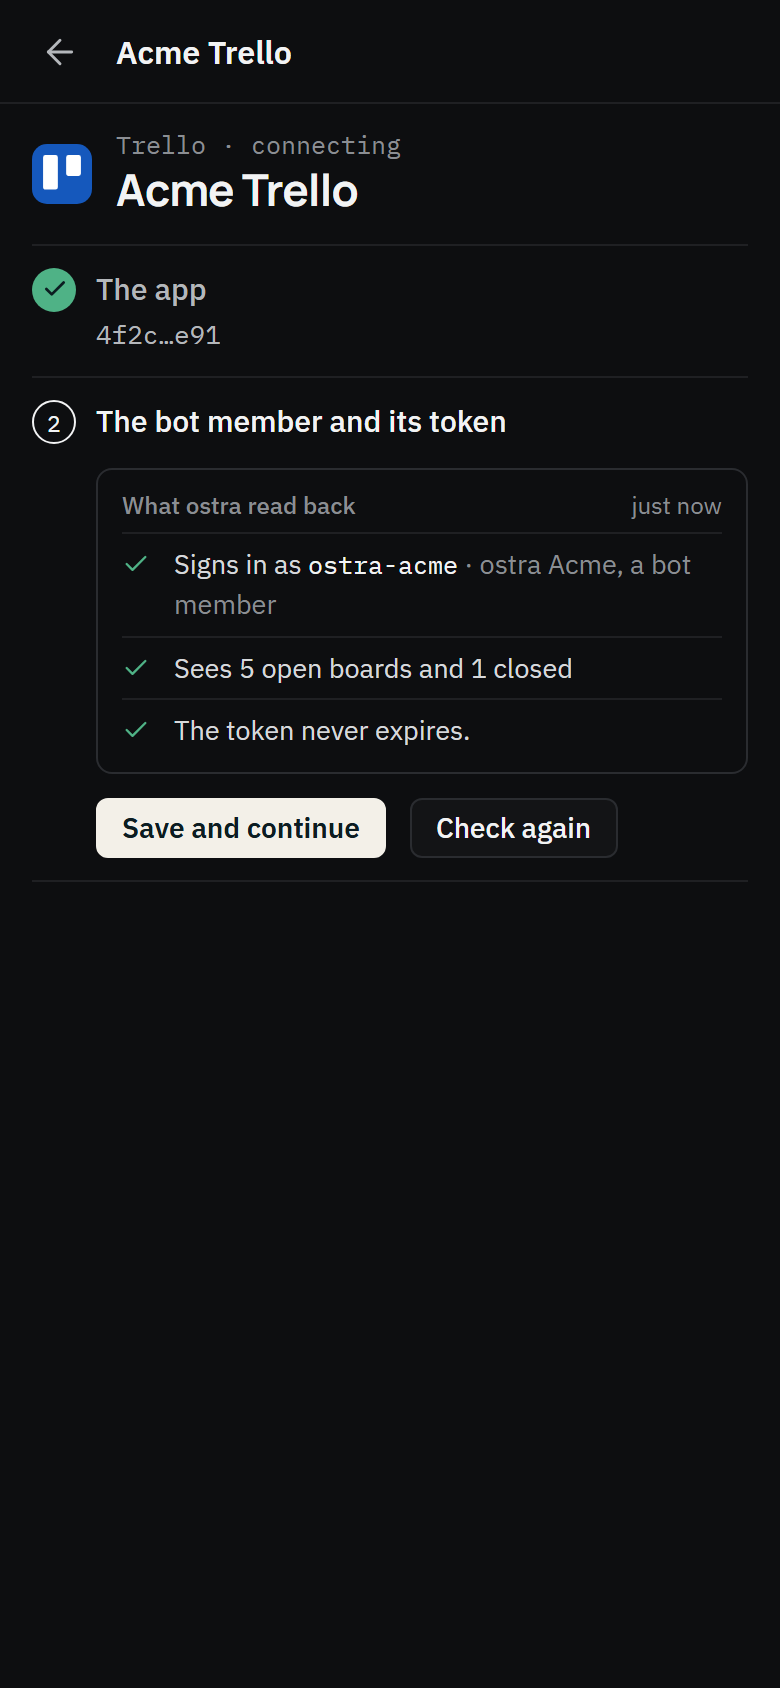 Acme Trello
Trello · connecting
Acme Trello
The app
4f2c…e91
2 The bot member and its token
What ostra read back just now
Signs in as ostra-acme · ostra Acme, a bot
member
Sees 5 open boards and 1 closed
The token never expires.
Save and continue Check again